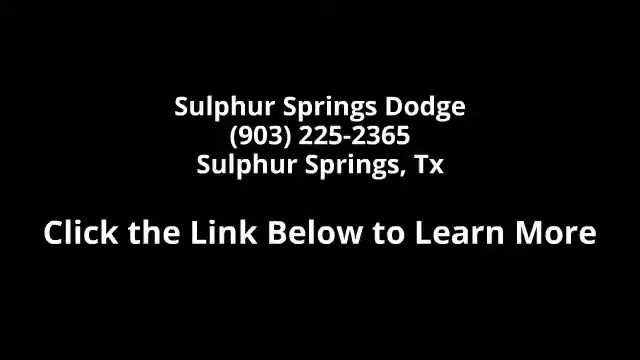 Sulphur Springs Dodge
(903) 225-2365
Sulphur Springs, Tx
Click the Link Below to Learn More